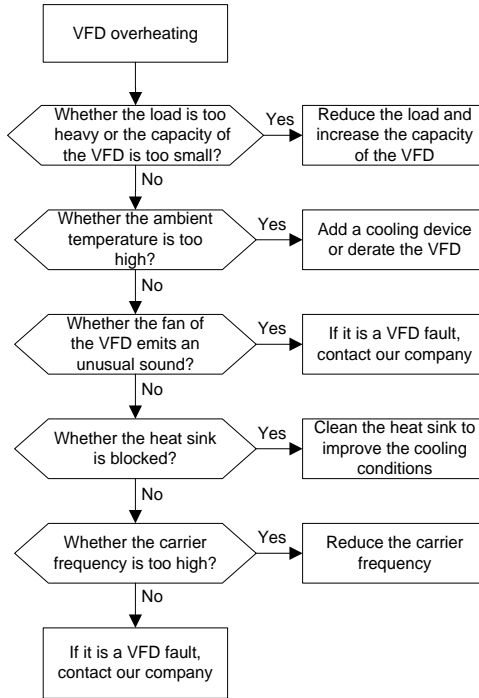 VFD overheating
Whether the load is too
heavy or the capacity of
the VFD is too small?
Yes
Reduce the load and
increase the capacity
of the VFD
No
Whether the ambient
temperature is too
high?
Yes
Add a cooling device
or derate the VFD
No
Whether the fan of
the VFD emits an
unusual sound?
Yes
If it is a VFD fault,
contact our company
No
Whether the heat sink
is blocked?
Yes
Clean the heat sink to
improve the cooling
conditions
No
Whether the carrier
frequency is too high?
Yes
Reduce the carrier
frequency
No
If it is a VFD fault,
contact our company